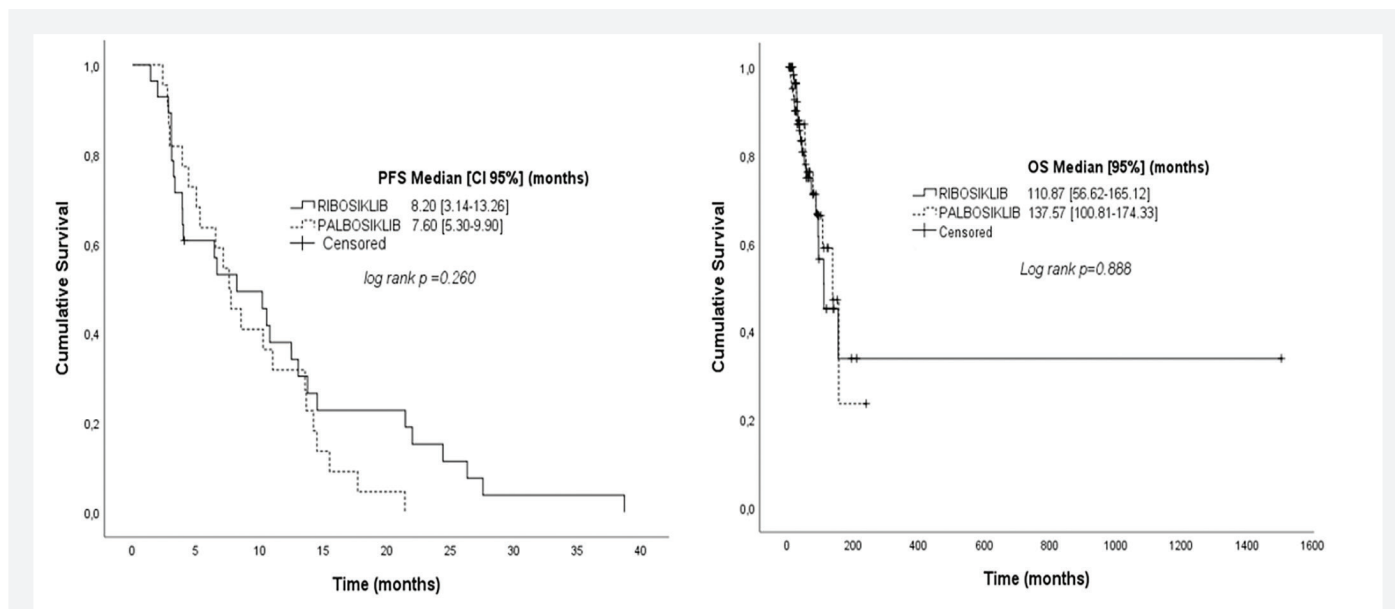 PFS Median [CI 95%] (months)
RIBOSIKLIB 8.20 [3.14-13.26]
PALBOSIKLIB 7.60 [5.30-9.90]
Censored
log rank p =0.260
Cumulative Survival
1,0
0,8
0,6
0,4
0,2
0,0
0 5 10 15 20 25 30 35 40
Time (months)
OS Median [95%] (months)
RIBOSIKLIB 110.87 [56.62-165.12]
PALBOSIKLIB 137.57 [100.81-174.33]
Censored
Log rank p=0.888
Cumulative Survival
1,0
0,8
0,6
0,4
0,2
0,0
0 200 400 600 800 1000 1200 1400 1600
Time (months)